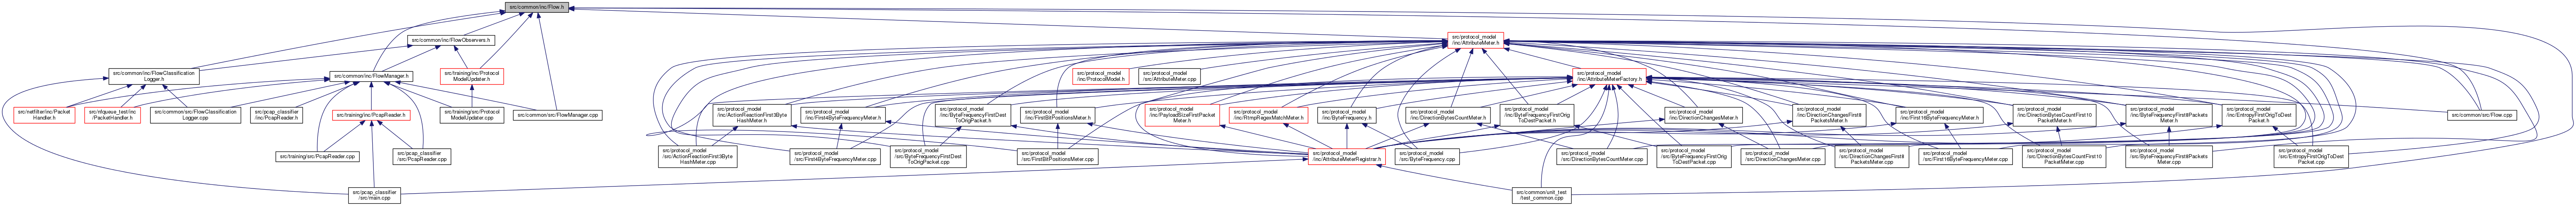 src/common/inc/Flow.h
src/common/inc/FlowObservers.h
src/protocol_model
/inc/AttributeMeter.h
src/common/inc/FlowClassification
Logger.h
src/common/inc/FlowManager.h
src/training/inc/Protocol
ModelUpdater.h
src/protocol_model
/inc/ProtocolModel.h
src/protocol_model
/src/AttributeMeter.cpp
src/protocol_model
/inc/AttributeMeterFactory.h
src/netfilter/inc/Packet
Handler.h
src/nfqueue_test/inc
/PacketHandler.h
src/common/src/FlowClassification
Logger.cpp
src/pcap_classifier
/inc/PcapReader.h
src/training/inc/PcapReader.h
src/training/src/Protocol
ModelUpdater.cpp
src/common/src/FlowManager.cpp
src/protocol_model
/inc/ActionReactionFirst3Byte
HashMeter.h
src/protocol_model
/inc/First4ByteFrequencyMeter.h
src/protocol_model
/inc/ByteFrequencyFirstDest
ToOrigPacket.h
src/protocol_model
/inc/FirstBitPositionsMeter.h
src/protocol_model
/inc/PayloadSizeFirstPacket
Meter.h
src/protocol_model
/inc/RtmpRegexMatchMeter.h
src/protocol_model
/inc/ByteFrequency.h
src/protocol_model
/inc/DirectionBytesCountMeter.h
src/protocol_model
/inc/ByteFrequencyFirstOrig
ToDestPacket.h
src/protocol_model
/inc/DirectionChangesMeter.h
src/protocol_model
/inc/DirectionChangesFirst8
PacketsMeter.h
src/protocol_model
/inc/First16ByteFrequencyMeter.h
src/protocol_model
/inc/DirectionBytesCountFirst10
PacketMeter.h
src/protocol_model
/inc/ByteFrequencyFirst8Packets
Meter.h
src/protocol_model
/inc/EntropyFirstOrigToDest
Packet.h
src/common/src/Flow.cpp
src/training/src/PcapReader.cpp
src/pcap_classifier
/src/PcapReader.cpp
src/protocol_model
/src/ActionReactionFirst3Byte
HashMeter.cpp
src/protocol_model
/src/First4ByteFrequencyMeter.cpp
src/protocol_model
/src/ByteFrequencyFirstDest
ToOrigPacket.cpp
src/protocol_model
/src/FirstBitPositionsMeter.cpp
src/protocol_model
/inc/AttributeMeterRegistrar.h
src/protocol_model
/src/ByteFrequency.cpp
src/protocol_model
/src/DirectionBytesCountMeter.cpp
src/protocol_model
/src/ByteFrequencyFirstOrig
ToDestPacket.cpp
src/protocol_model
/src/DirectionChangesMeter.cpp
src/protocol_model
/src/DirectionChangesFirst8
PacketsMeter.cpp
src/protocol_model
/src/First16ByteFrequencyMeter.cpp
src/protocol_model
/src/DirectionBytesCountFirst10
PacketMeter.cpp
src/protocol_model
/src/ByteFrequencyFirst8Packets
Meter.cpp
src/protocol_model
/src/EntropyFirstOrigToDest
Packet.cpp
src/pcap_classifier
/src/main.cpp
src/common/unit_test
/test_common.cpp